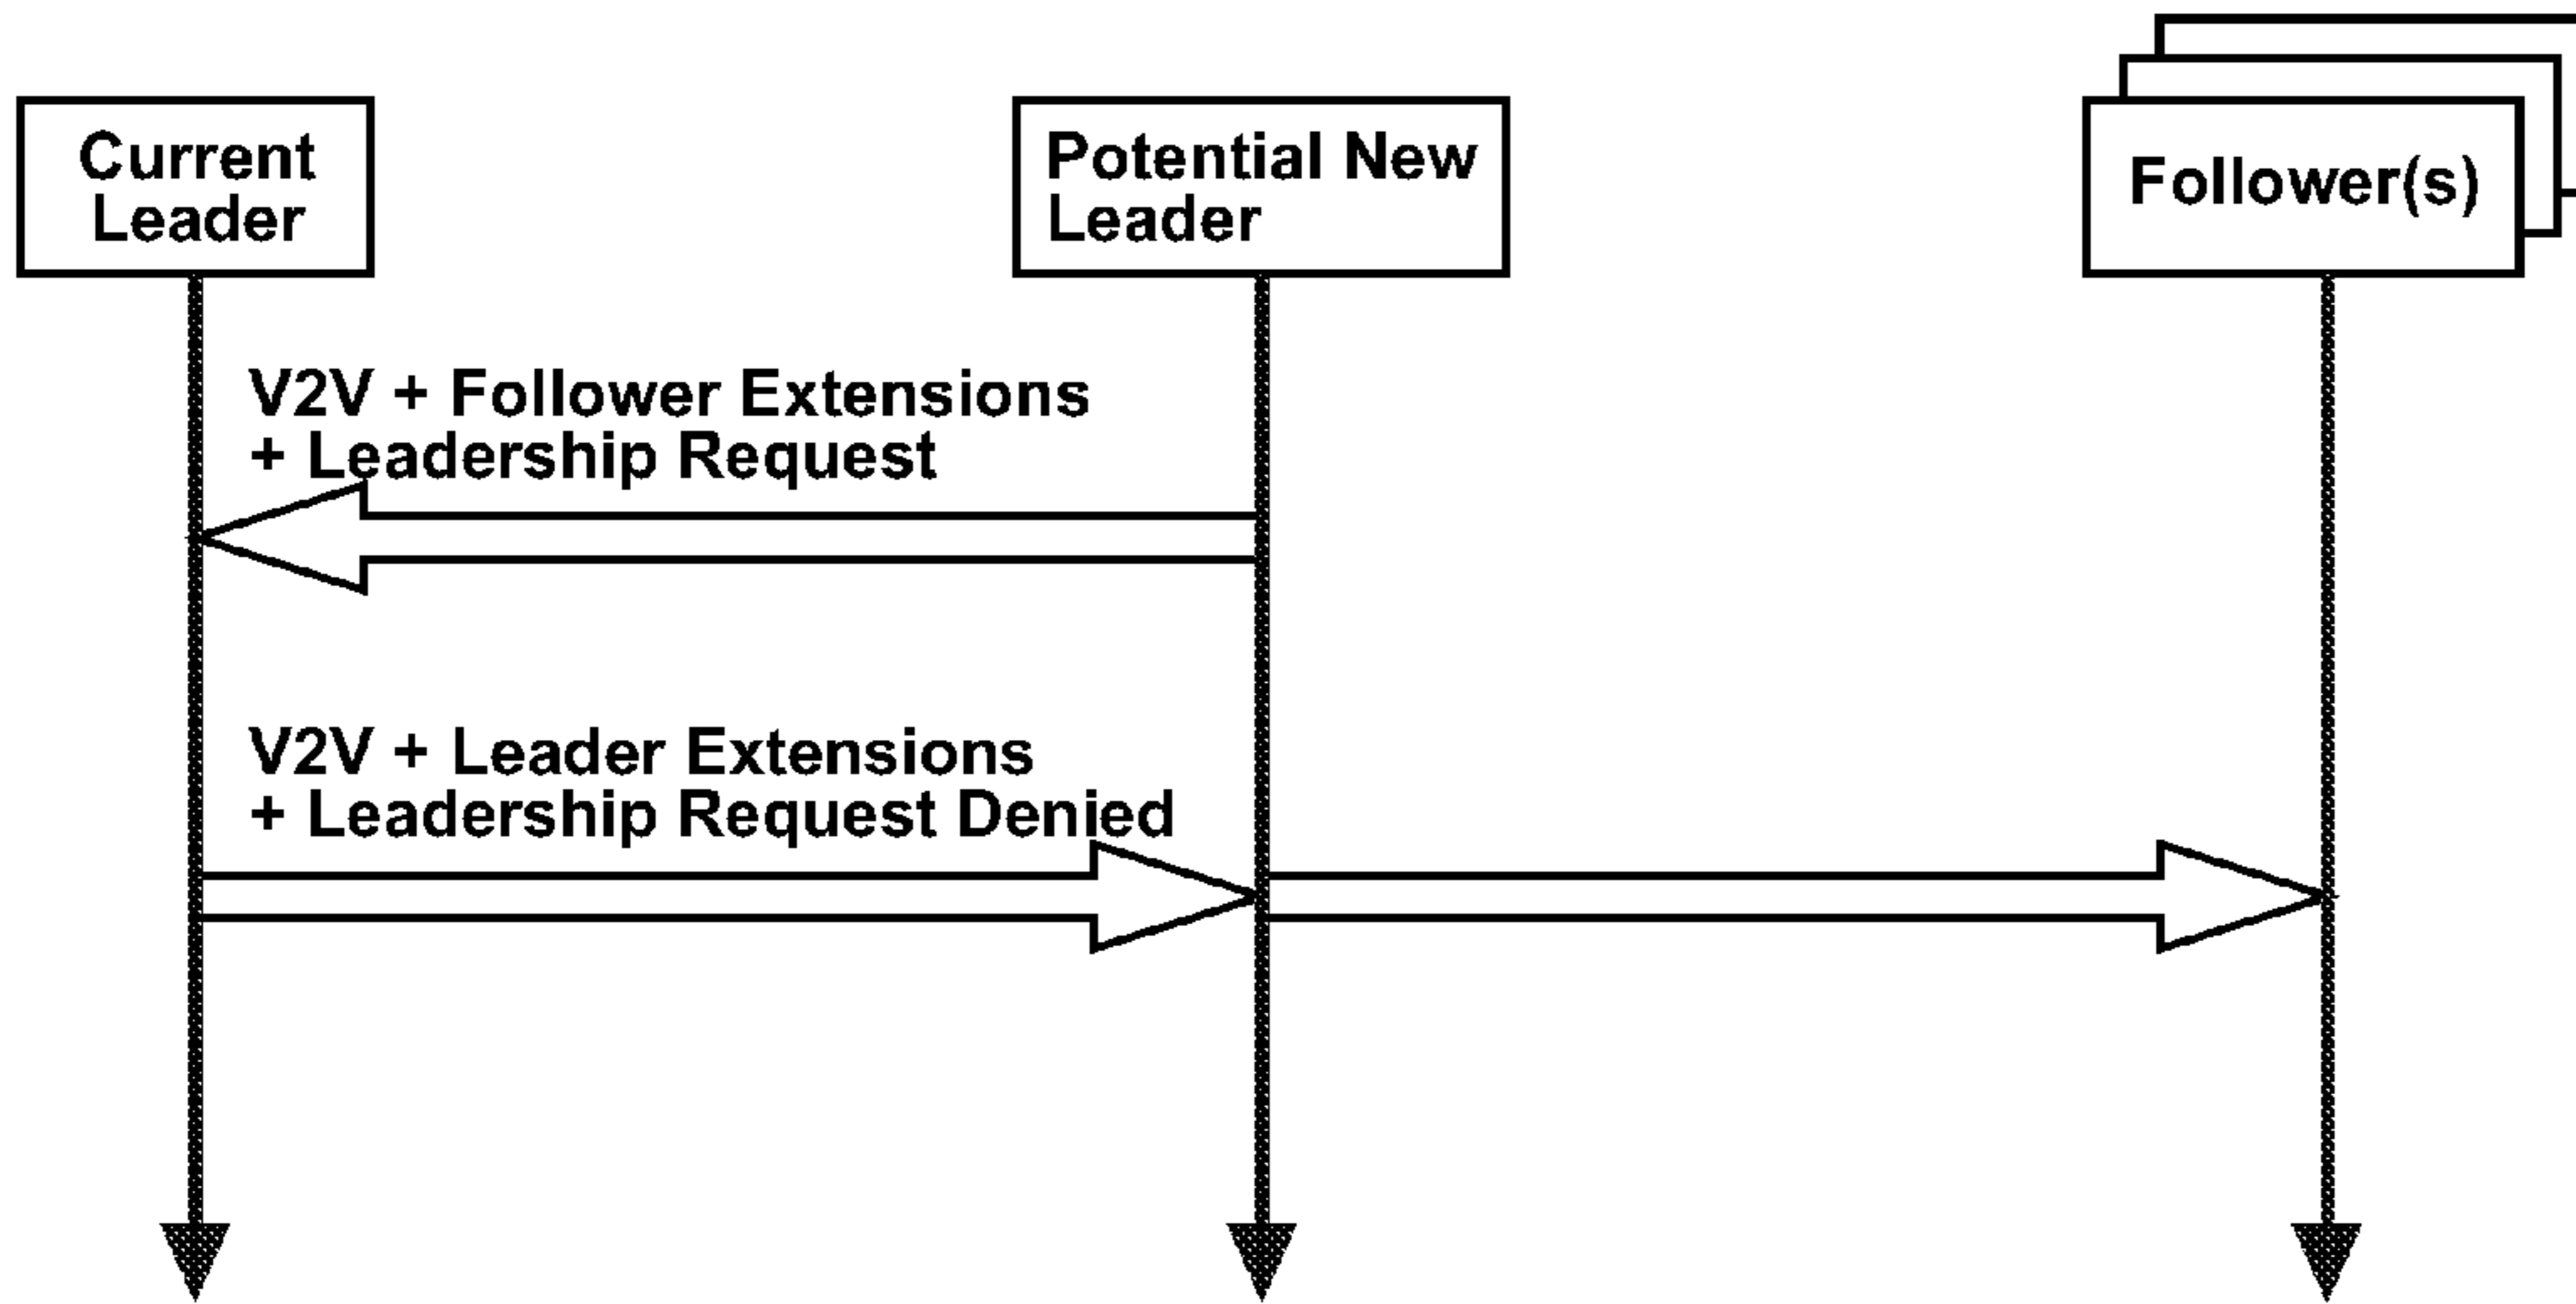 Current
Leader
Potential New
Leader
Follower(s)
V2V + Follower Extensions
+ Leadership Request
V2V + Leader Extensions
+ Leadership Request Denied